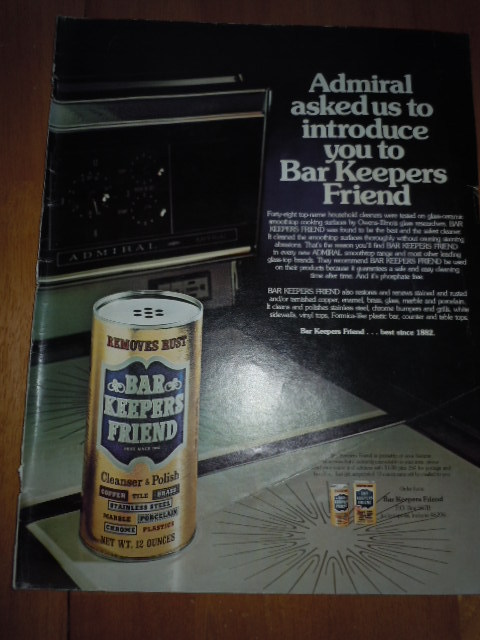 Admiral
asked us to
introduce
you to
Bar Keepers
Friend
Forty-eight top-name household cleansers were tested on glass-ceramic
smoothtop cooking surfaces by Owens-Illinois glass researchers. BAR
KEEPERS FRIEND was found to be the best and the safest cleaner.
It cleaned the smoothtop surfaces thoroughly without causing stains or
abrasions. That's the reason you'll find BAR KEEPERS FRIEND
in every new ADMIRAL smoothtop range and most other leading
glass-top brands. They recommend BAR KEEPERS FRIEND be used
on their products because it guarantees a safe and easy cleaning
time after time. And it's phosphate free.
BAR KEEPERS FRIEND also restores and renews stained and rusted
and/or tarnished copper, enamel, brass, glass, marble and porcelain.
It cleans and polishes stainless steel, chrome bumpers and grills, white
sidewalls, vinyl tops, Formica-like plastic bar, counter and table tops.
Bar Keepers Friend . . . best since 1882.
ADMIRAL
REMOVES RUST
BAR
KEEPERS
FRIEND
Cleanser & Polish
COPPER TILE BRASS
STAINLESS STEEL
MARBLE PORCELAIN
CHROME PLASTICS
NET WT. 12 OUNCES
Bar Keepers Friend